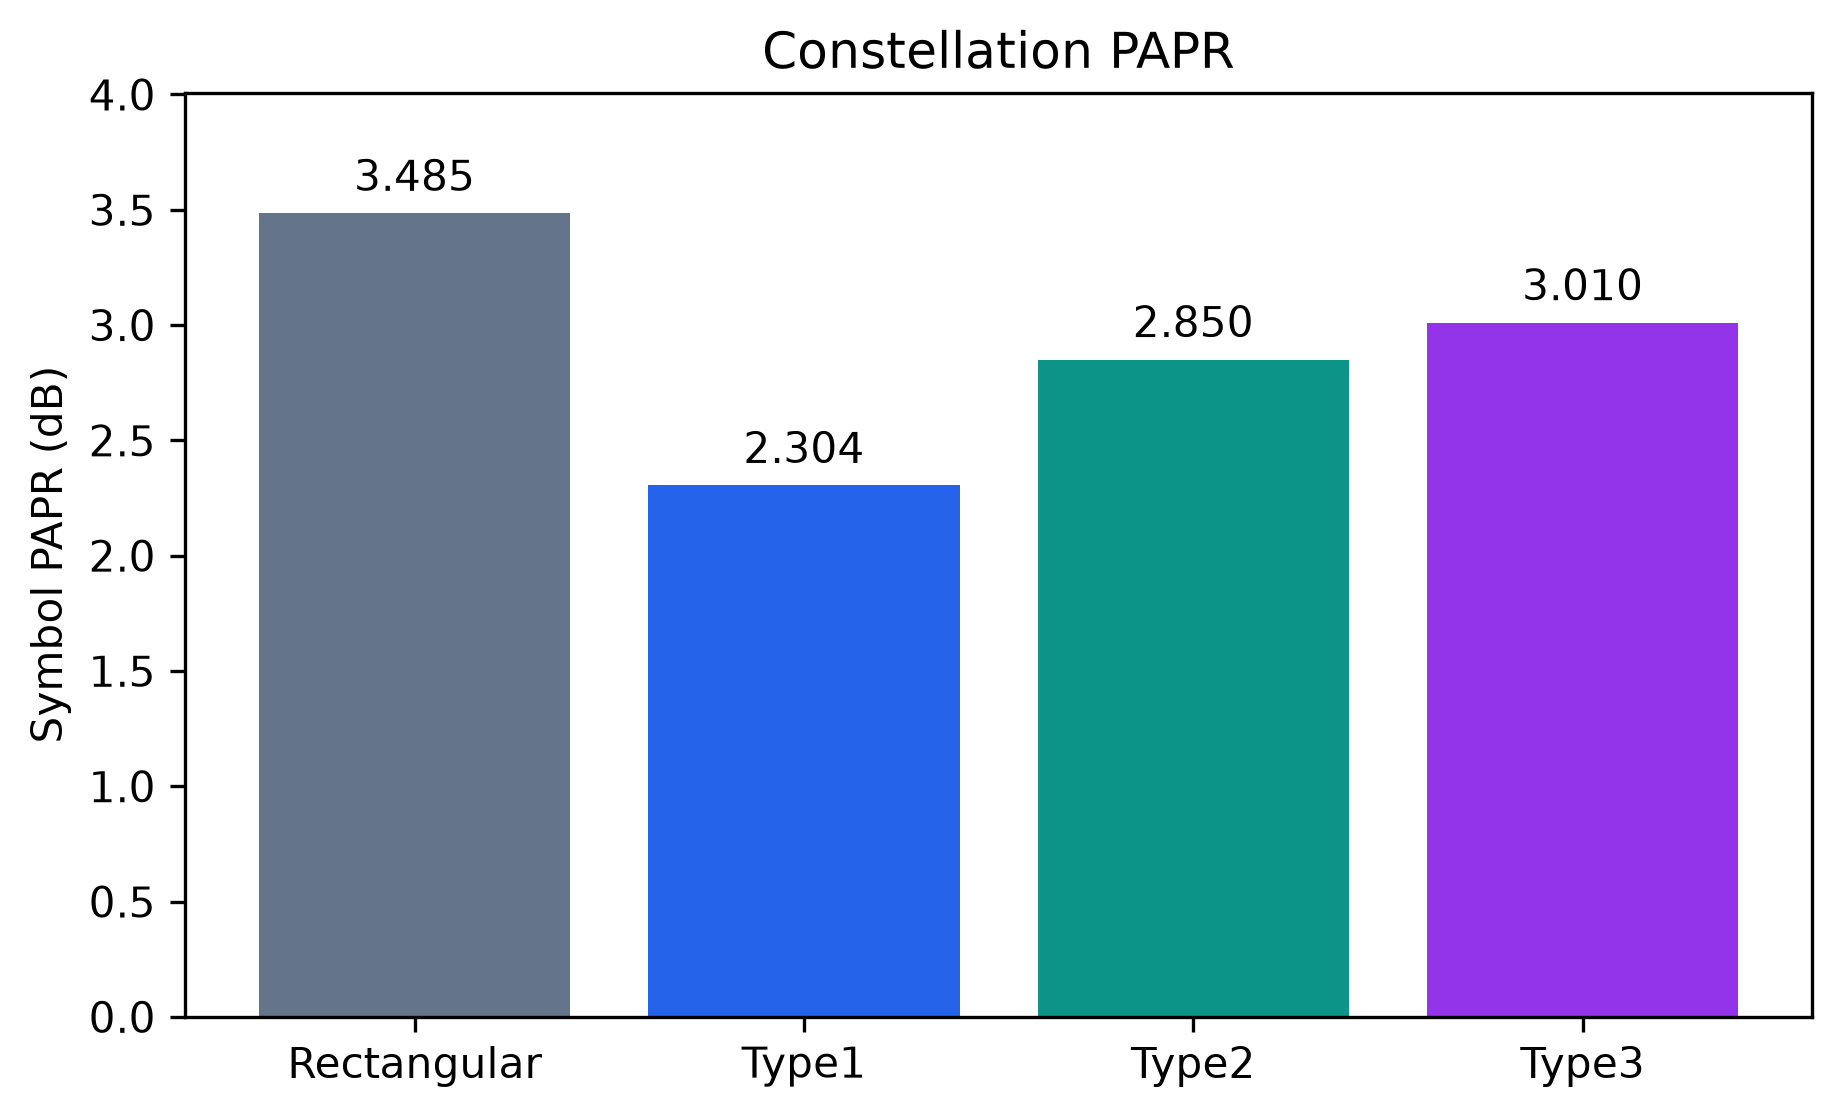 Constellation PAPR
Symbol PAPR (dB)
4.0
3.5
3.0
2.5
2.0
1.5
1.0
0.5
0.0
3.485
2.304
2.850
3.010
Rectangular
Type1
Type2
Type3